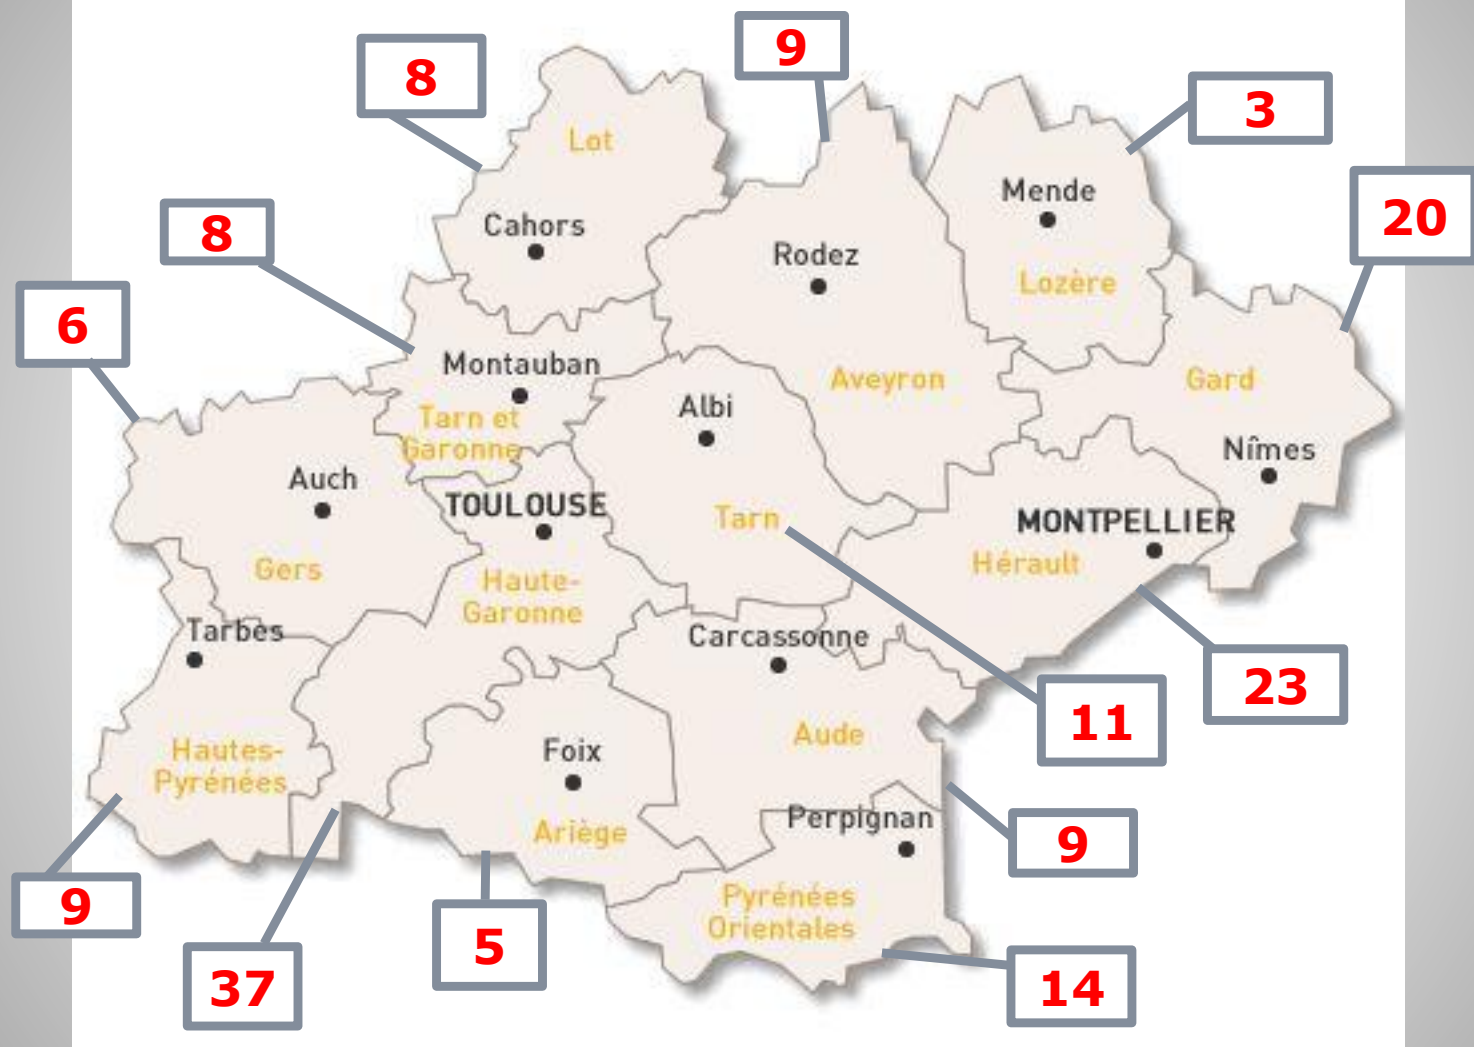 9
8
3
Lot
Mende
20
Cahors
8
Rodez
Lozère
6
Montauban
Aveyron
Gard
Albi
Tarn et
Garonne
Nîmes
Auch
TOULOUSE
Tarn
MONTPELLIER
Hérault
Gers
Haute-
Garonne
Tarbes
Carcassonne
23
11
Aude
Hautes-
Pyrénées
Foix
Perpignan
Ariège
9
Pyrénées
Orientales
9
5
37
14